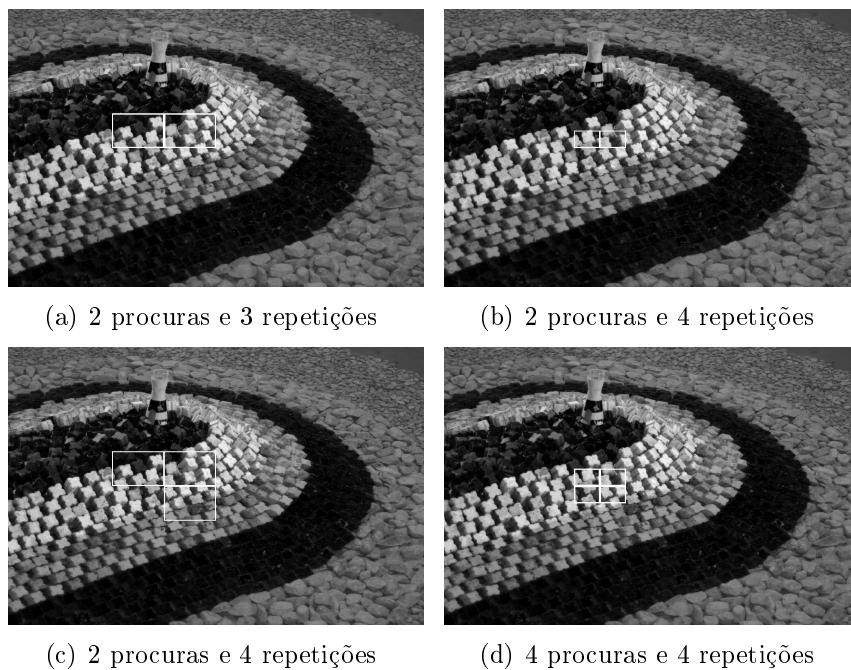 (a) 2 procuras e 3 repetições
(b) 2 procuras e 4 repetições
(c) 2 procuras e 4 repetições
(d) 4 procuras e 4 repetições